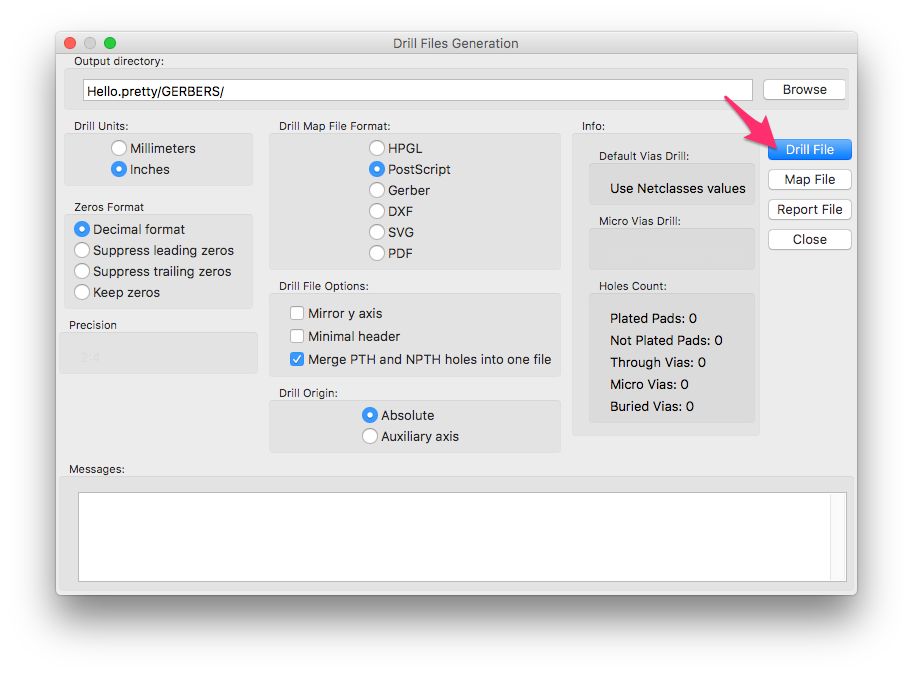 Drill Files Generation
Output directory:
Hello.pretty/GERBERS/
Browse
Drill Units:
Millimeters
Inches
Zeros Format
Decimal format
Suppress leading zeros
Suppress trailing zeros
Keep zeros
Precision
2:4
Drill Map File Format:
HPGL
PostScript
Gerber
DXF
SVG
PDF
Drill File Options:
Mirror y axis
Minimal header
Merge PTH and NPTH holes into one file
Drill Origin:
Absolute
Auxiliary axis
Info:
Default Vias Drill:
Use Netclasses values
Micro Vias Drill:
Holes Count:
Plated Pads: 0
Not Plated Pads: 0
Through Vias: 0
Micro Vias: 0
Buried Vias: 0
Drill File
Map File
Report File
Close
Messages: